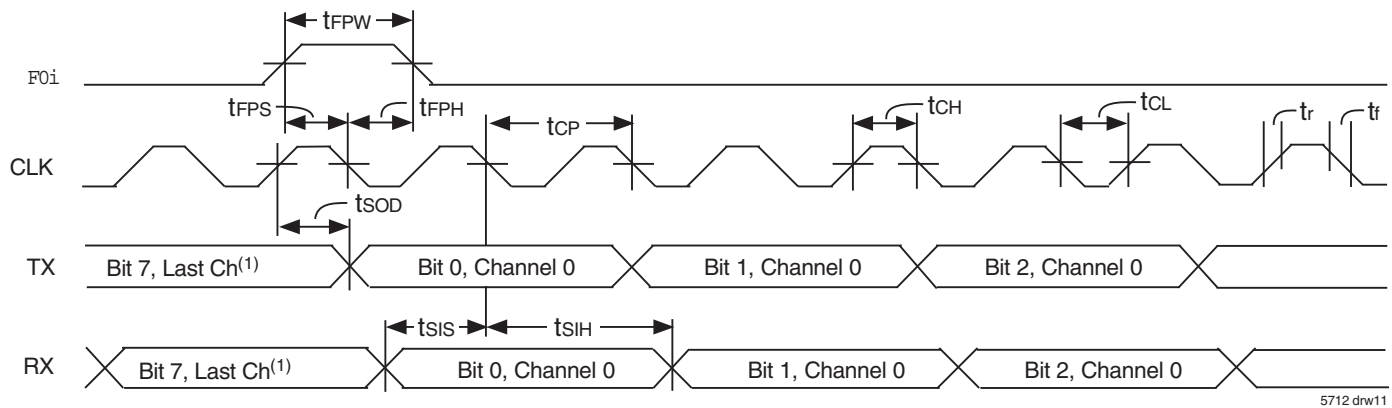 tFPW
F0i
tFPS
tFPH
tCP
tCH
tCL
tr
tf
CLK
tSOD
TX
Bit 7, Last Ch(1)
Bit 0, Channel 0
Bit 1, Channel 0
Bit 2, Channel 0
tSIS
tSIH
RX
Bit 7, Last Ch(1)
Bit 0, Channel 0
Bit 1, Channel 0
Bit 2, Channel 0
5712 drw11